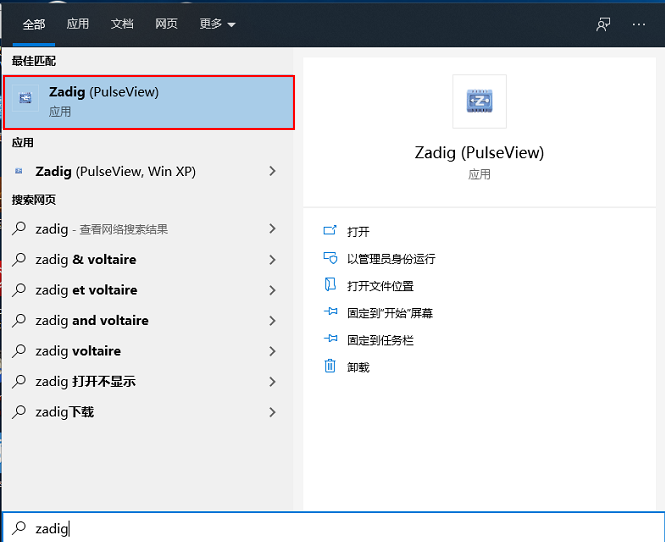 全部 应用 文档 网页 更多
最佳匹配
Zadig (PulseView)
应用
应用
Zadig (PulseView, Win XP)
搜索网页
zadig - 查看网络搜索结果
zadig & voltaire
zadig et voltaire
zadig and voltaire
zadig voltaire
zadig 打开不显示
zadig下载
Z
Zadig (PulseView)
应用
打开
以管理员身份运行
打开文件位置
固定到"开始"屏幕
固定到任务栏
卸载
zadig